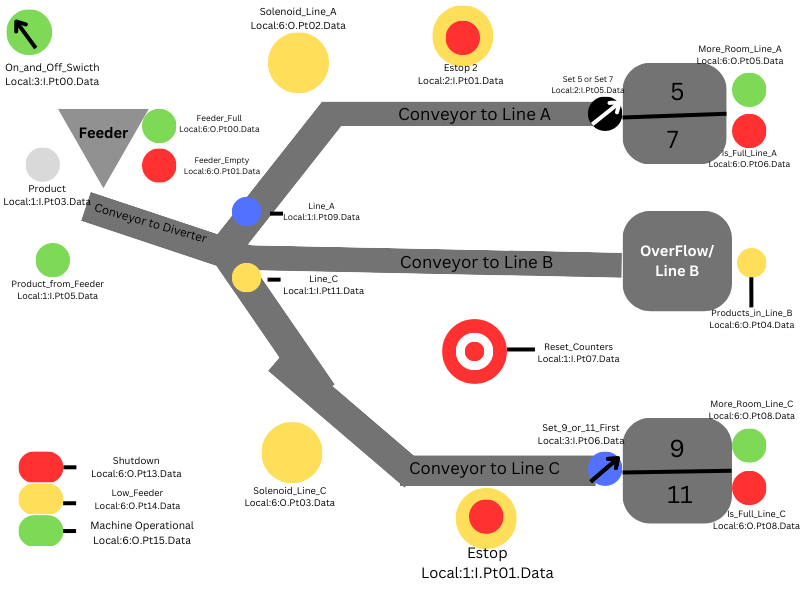 Solenoid_Line_A
Local:6:O.Pt02.Data
On_and_Off_Swicth
Local:3:I.Pt00.Data
Estop 2
Local:2:I.Pt01.Data
More_Room_Line_A
Local:6:O.Pt05.Data
Set 5 or Set 7
Local:2:I.Pt05.Data
5
7
Is_Full_Line_A
Local:6:O.Pt06.Data
Feeder
Feeder_Full
Local:6:O.Pt00.Data
Feeder_Empty
Local:6:O.Pt01.Data
Conveyor to Line A
Product
Local:1:I.Pt03.Data
Conveyor to Diverter
Line_A
Local:1:I.Pt09.Data
Conveyor to Line B
OverFlow/
Line B
Line_C
Local:1:I.Pt11.Data
Product_from_Feeder
Local:1:I.Pt05.Data
Products_in_Line_B
Local:6:O.Pt04.Data
Reset_Counters
Local:1:I.Pt07.Data
More_Room_Line_C
Local:6:O.Pt08.Data
Set_9_or_11_First
Local:3:I.Pt06.Data
9
11
Conveyor to Line C
Is_Full_Line_C
Local:6:O.Pt08.Data
Shutdown
Local:6:O.Pt13.Data
Low_Feeder
Local:6:O.Pt14.Data
Machine Operational
Local:6:O.Pt15.Data
Solenoid_Line_C
Local:6:O.Pt03.Data
Estop
Local:1:I.Pt01.Data